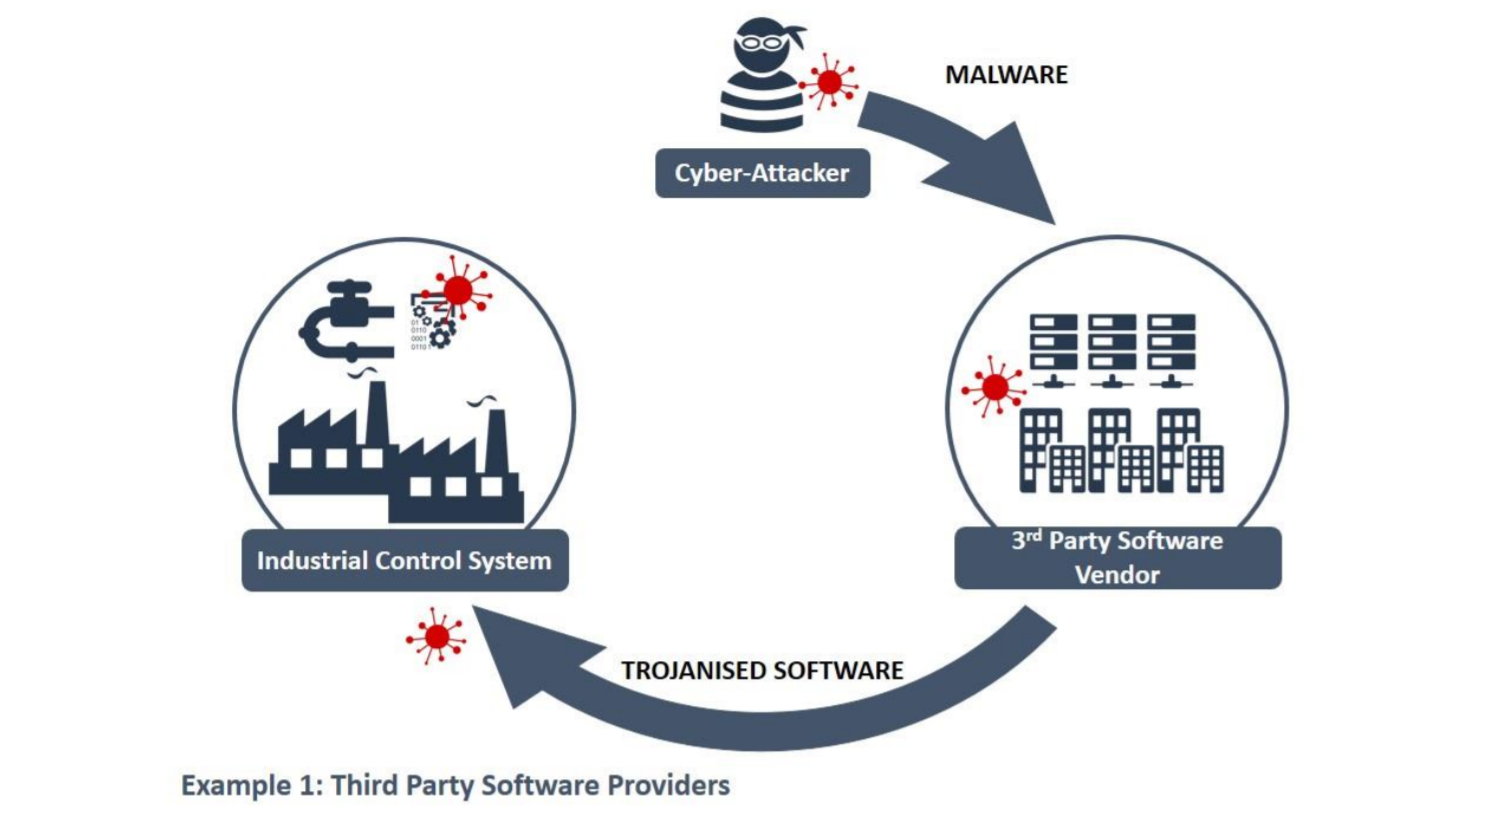 MALWARE
Cyber-Attacker
Industrial Control System
3rd Party Software
Vendor
TROJANISED SOFTWARE
Example 1: Third Party Software Providers